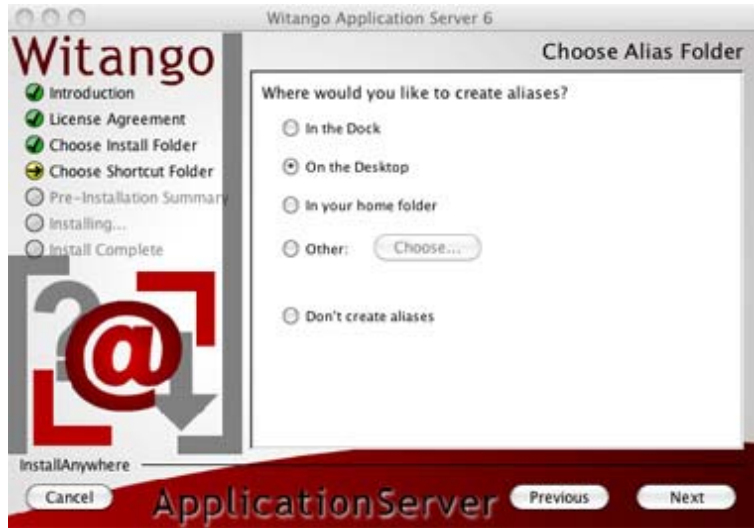 Witango Application Server 6
Witango
Choose Alias Folder
Introduction
License Agreement
Choose Install Folder
Choose Shortcut Folder
Pre-Installation Summary
Installing...
Install Complete
Where would you like to create aliases?
In the Dock
On the Desktop
In your home folder
Other: Choose...
Don't create aliases
?
@
InstallAnywhere
Cancel
ApplicationServer
Previous
Next